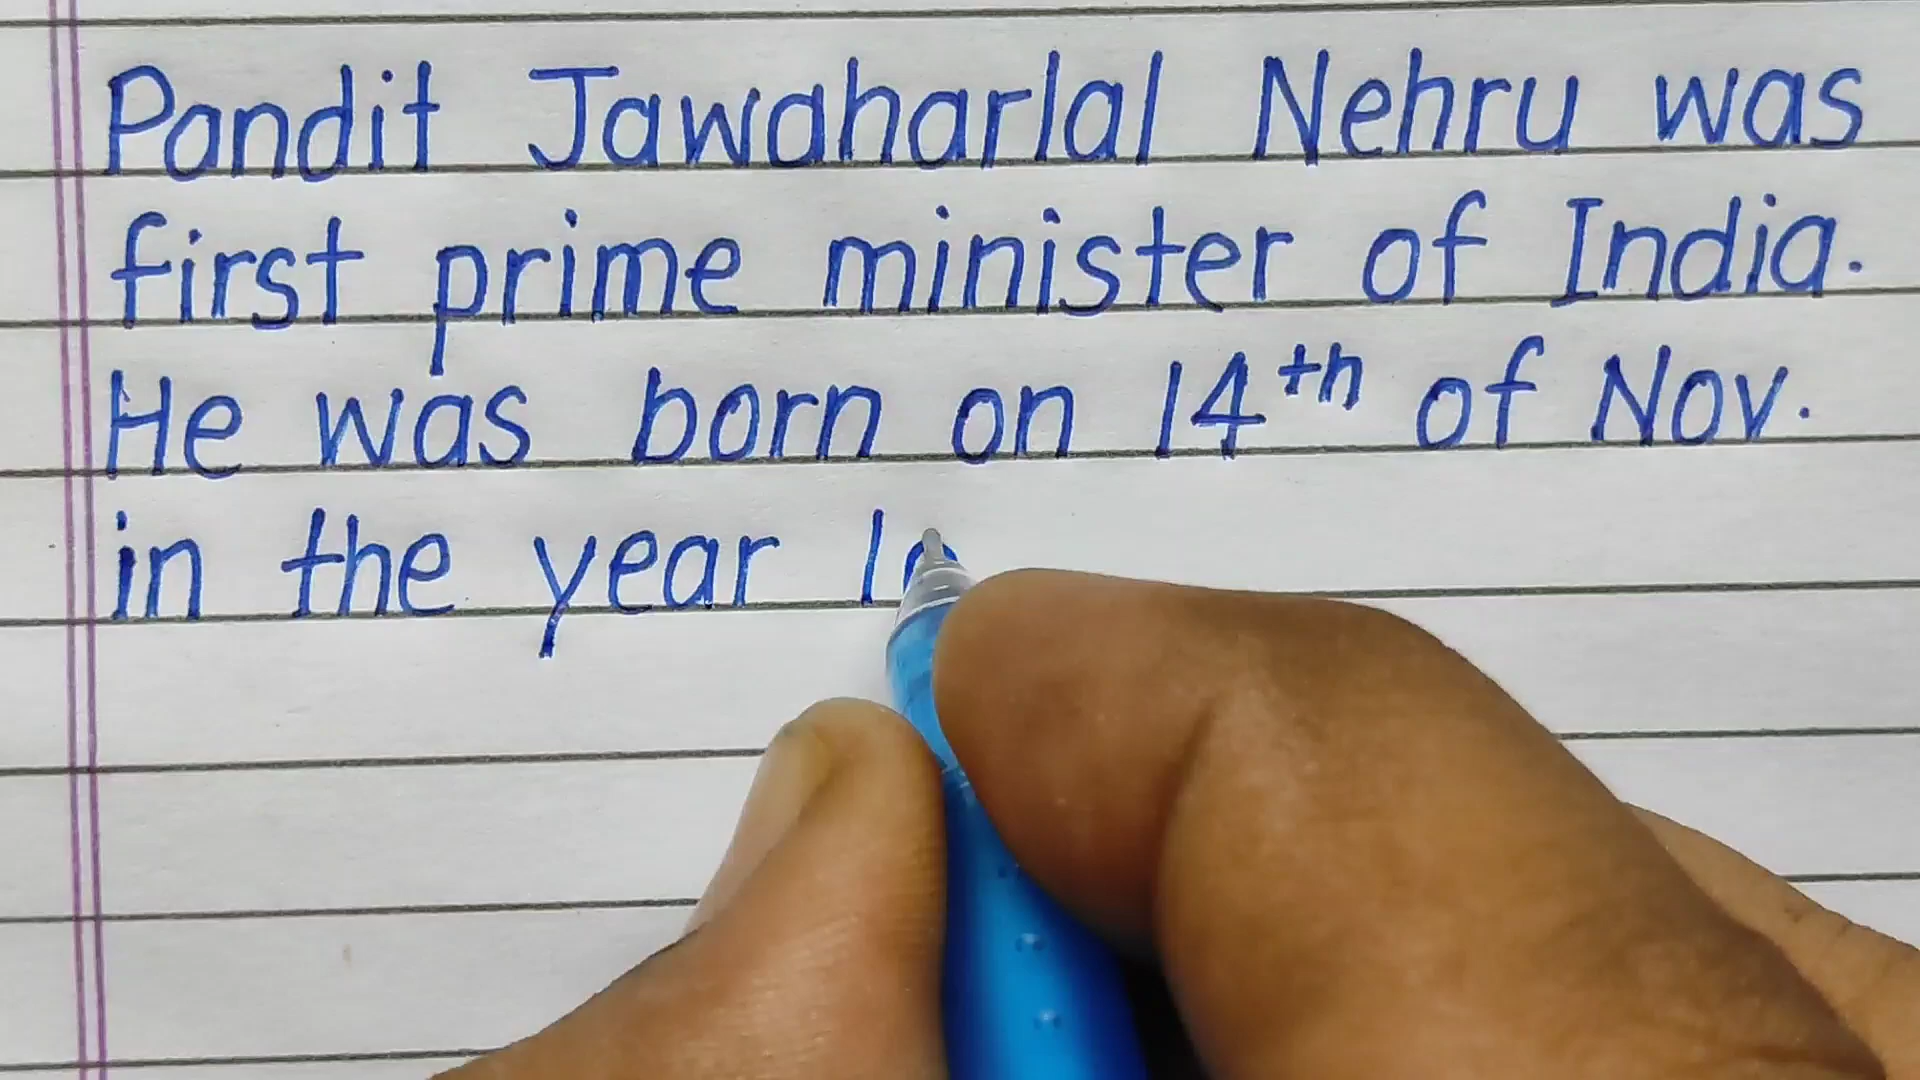 Pandit Jawaharlal Nehru was
first prime minister of India.
He was born on 14th of Nov.
in the year